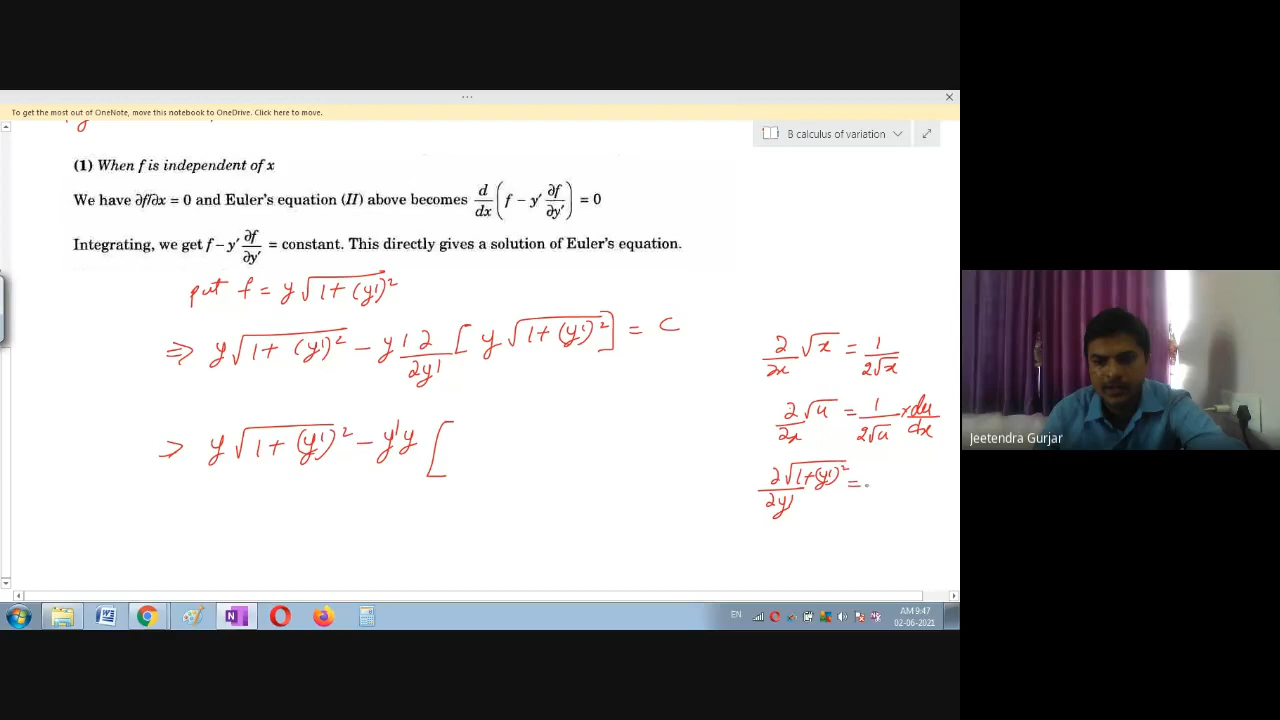 To get the most out of OneNote, move this notebook to OneDrive. Click here to move.
B calculus of variation
(1) When f is independent of x
We have ∂f/∂x = 0 and Euler's equation (II) above becomes d/dx (f − y′ ∂f/∂y′) = 0
Integrating, we get f − y′ ∂f/∂y′ = constant. This directly gives a solution of Euler's equation.
put f = y√(1+(y′)²)
⇒ y√(1+(y′)²) − y′ ∂/∂y′ [y√(1+(y′)²)] = c
∂/∂x √x = 1/2√x
∂/∂x √u = 1/2√u × du/dx
⇒ y√(1+(y′)²) − y′y [
∂√(1+(y′)²)/∂y′ =
Jeetendra Gurjar
EN
AM 9:47
02-06-2021